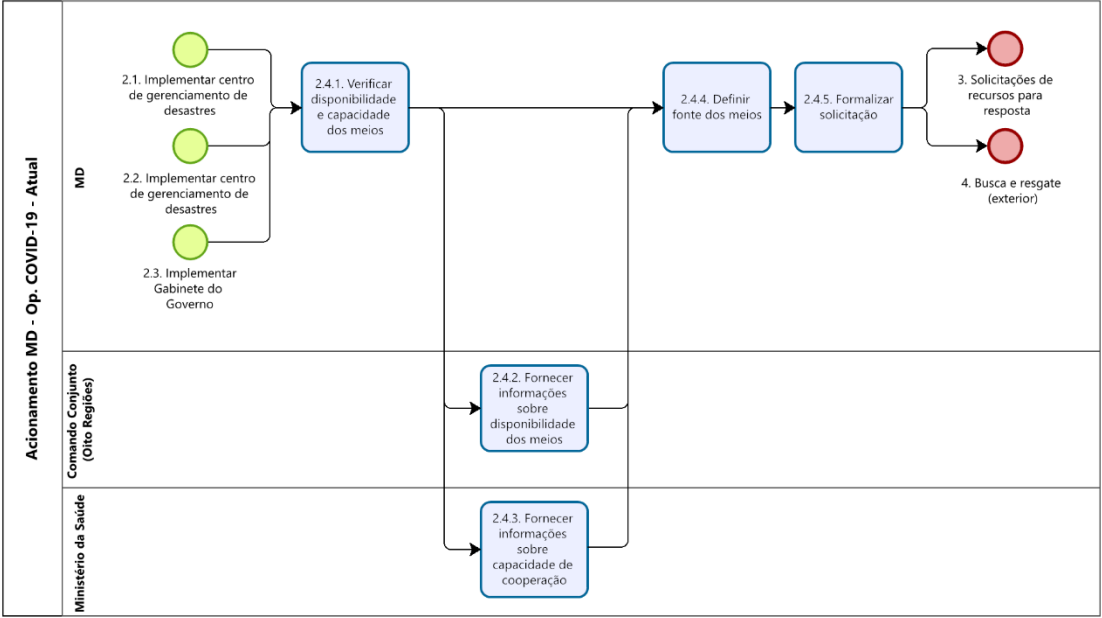 Acionamento MD - Op. COVID-19 - Atual
MD
2.1. Implementar centro
de gerenciamento de
desastres
2.2. Implementar centro
de gerenciamento de
desastres
2.3. Implementar
Gabinete do
Governo
2.4.1. Verificar
disponibilidade
e capacidade
dos meios
2.4.4. Definir
fonte dos meios
2.4.5. Formalizar
solicitação
3. Solicitações de
recursos para
resposta
4. Busca e resgate
(exterior)
Comando Conjunto
(Oito Regiões)
2.4.2. Fornecer
informações
sobre
disponibilidade
dos meios
Ministério da Saúde
2.4.3. Fornecer
informações
sobre
capacidade de
cooperação